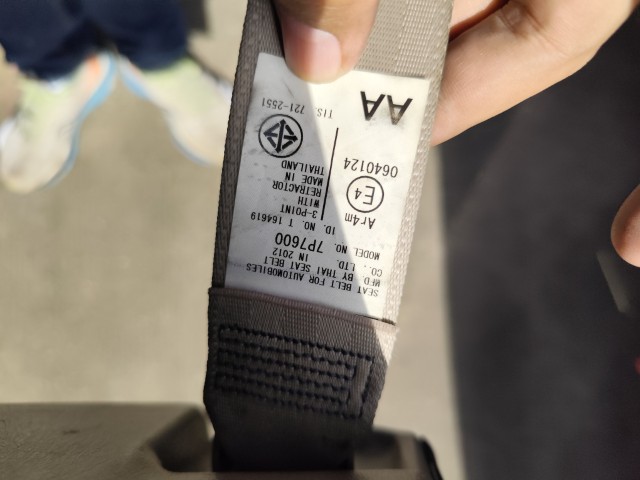 SEAT BELT FOR AUTOMOBILES
MFD. BY THAI SEAT BELT
CO., LTD. IN 2012
MODEL NO. 7P7600
ID. NO. T 164619
3-POINT
WITH
RETRACTOR
MADE IN
THAILAND
TIS. 721-2551
Ar4m
E4
0640124
AA